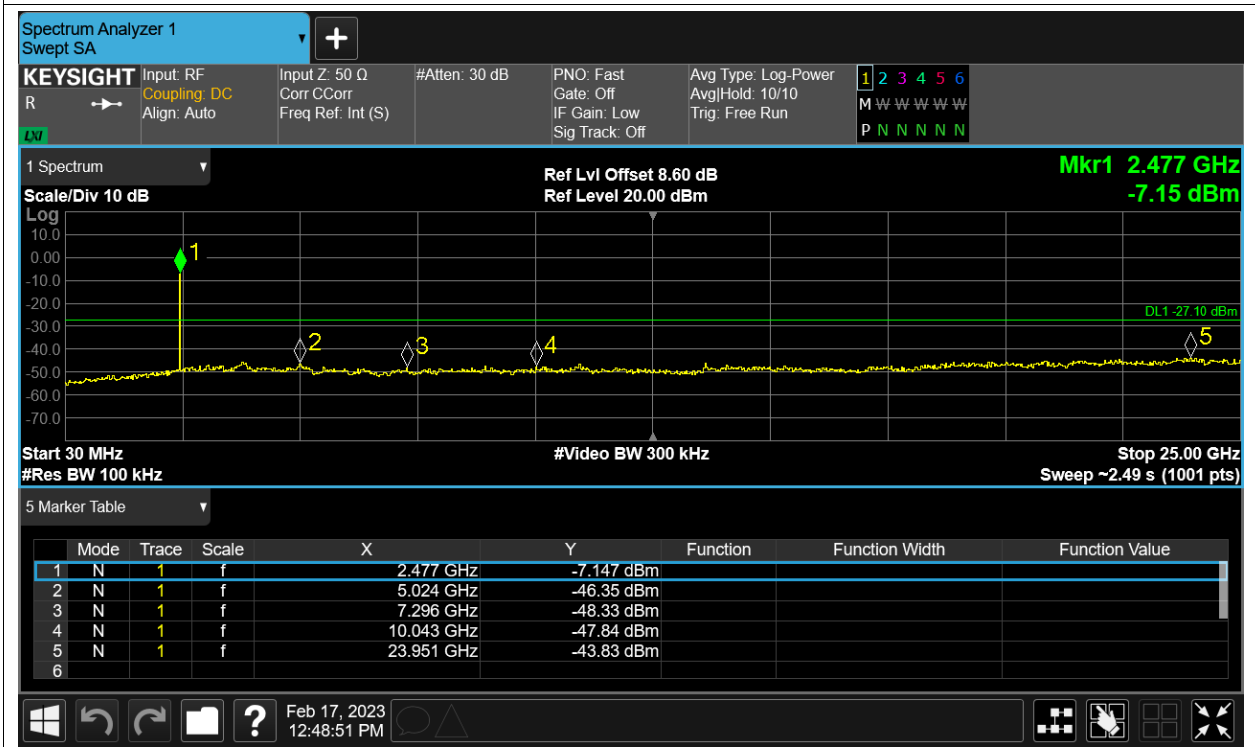 Spectrum Analyzer 1
Swept SA
KEYSIGHT
R
LXI
Input: RF
Coupling: DC
Align: Auto
Input Z: 50 Ω
Corr CCorr
Freq Ref: Int (S)
#Atten: 30 dB
PNO: Fast
Gate: Off
IF Gain: Low
Sig Track: Off
Avg Type: Log-Power
Avg|Hold: 10/10
Trig: Free Run
1 2 3 4 5 6
M W W W W W
P N N N N N
1 Spectrum
Scale/Div 10 dB
Ref Lvl Offset 8.60 dB
Ref Level 20.00 dBm
Mkr1 2.477 GHz
-7.15 dBm
Log
10.0
0.00
-10.0
-20.0
-30.0
-40.0
-50.0
-60.0
-70.0
1
2
3
4
5
DL1 -27.10 dBm
Start 30 MHz
#Video BW 300 kHz
Stop 25.00 GHz
#Res BW 100 kHz
Sweep ~2.49 s (1001 pts)
5 Marker Table
Mode Trace Scale X Y Function Function Width Function Value
1 N 1 f 2.477 GHz -7.147 dBm
2 N 1 f 5.024 GHz -46.35 dBm
3 N 1 f 7.296 GHz -48.33 dBm
4 N 1 f 10.043 GHz -47.84 dBm
5 N 1 f 23.951 GHz -43.83 dBm
6
?
Feb 17, 2023
12:48:51 PM